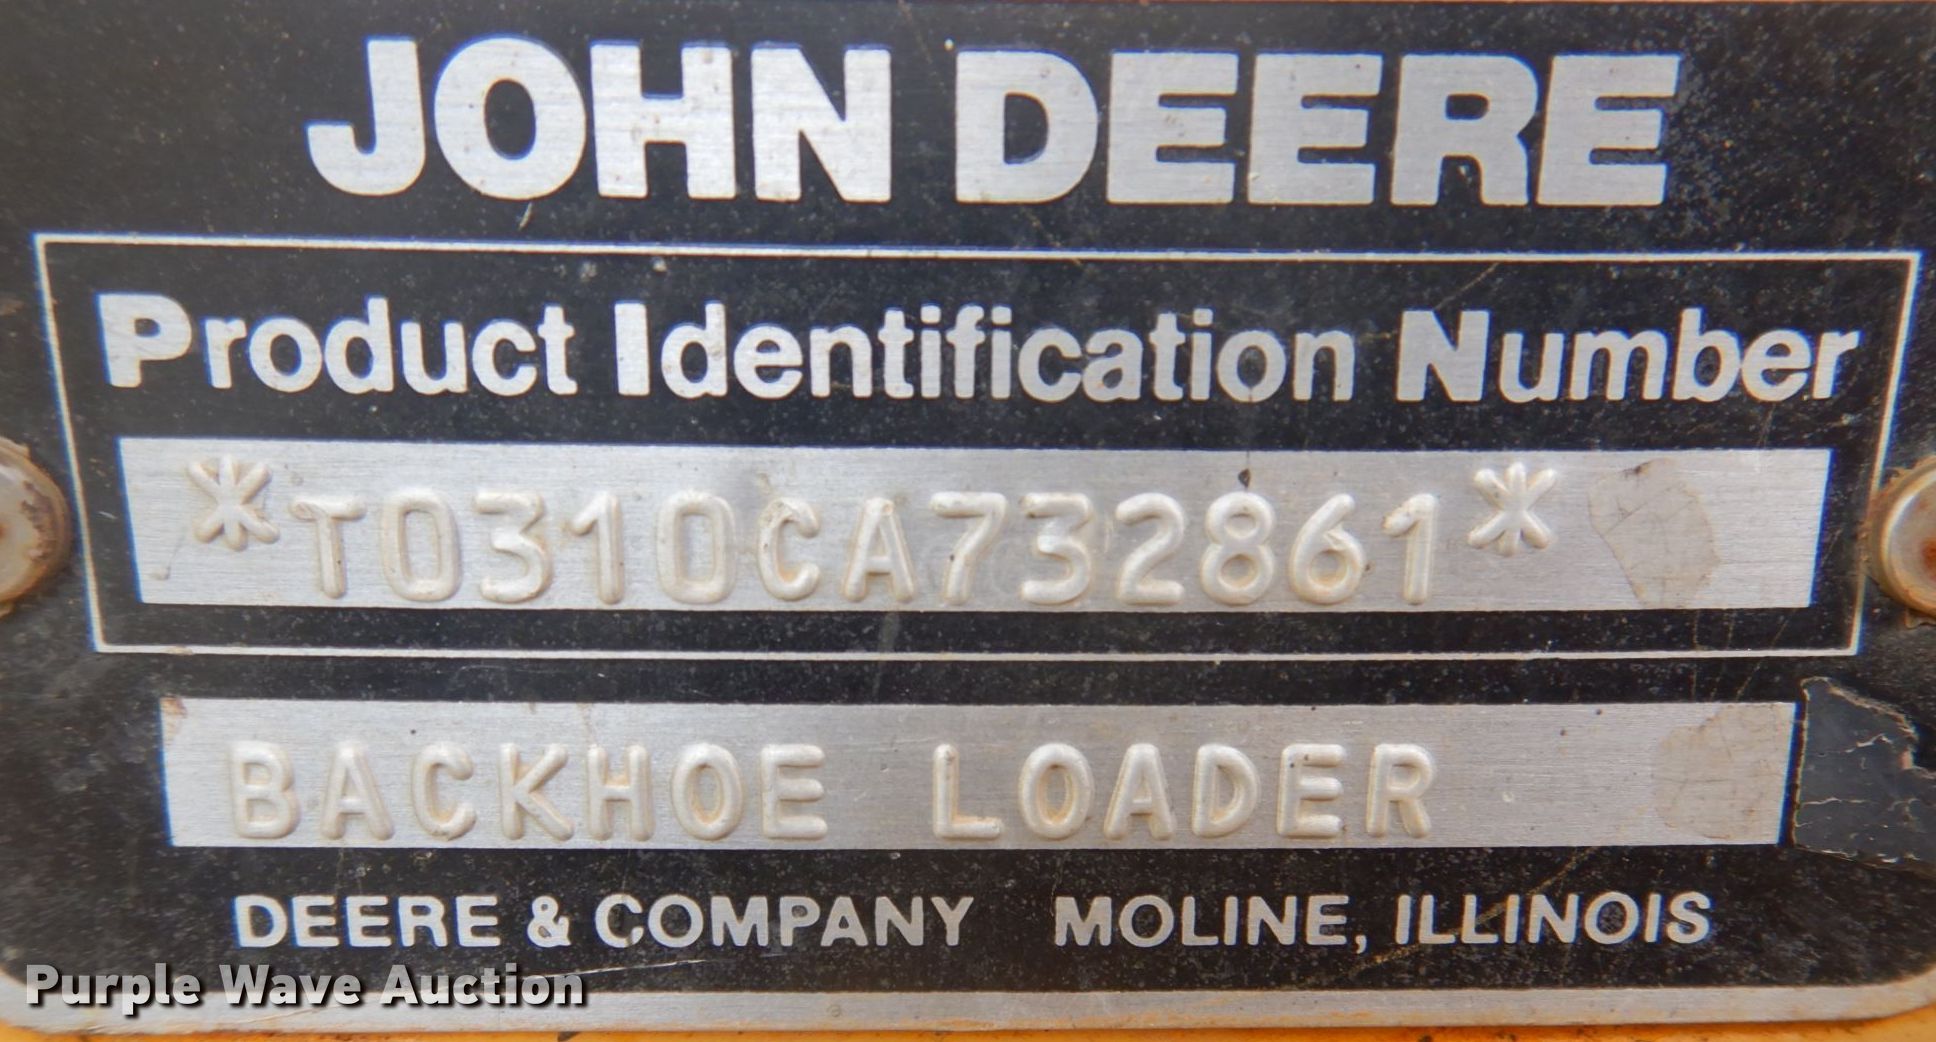 JOHN DEERE
Product Identification Number
*T0310CA732861*
BACKHOE LOADER
DEERE & COMPANY MOLINE, ILLINOIS
Purple Wave Auction